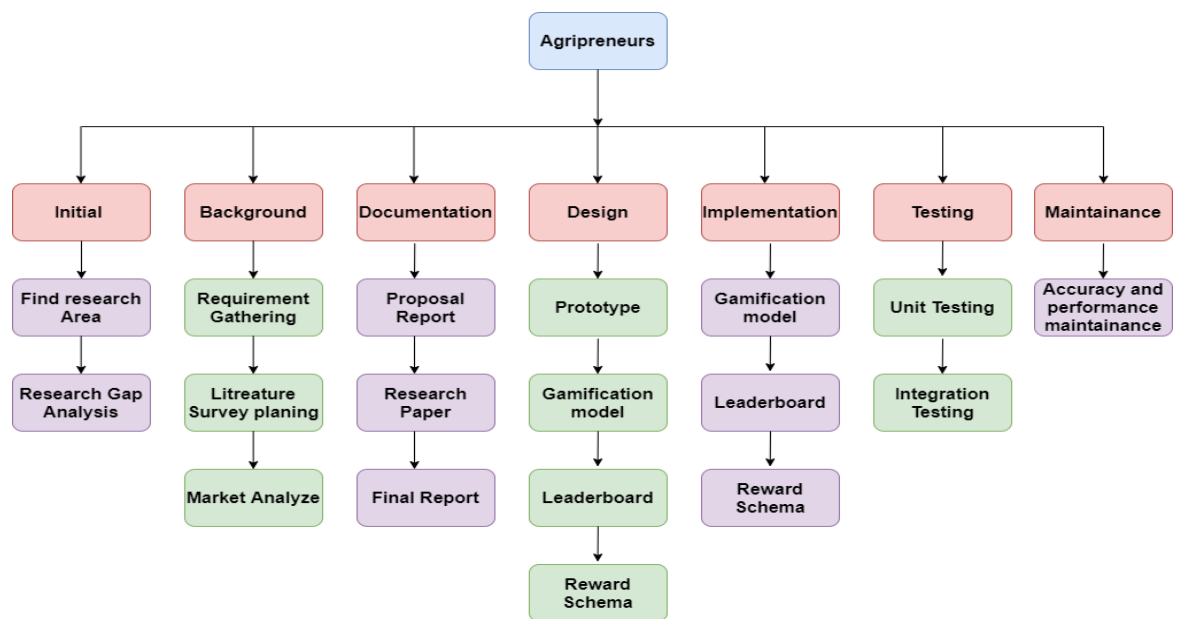 Agripreneurs
Initial
Background
Documentation
Design
Implementation
Testing
Maintainance
Find research
Area
Requirement
Gathering
Proposal
Report
Prototype
Gamification
model
Unit Testing
Accuracy and
performance
maintainance
Research Gap
Analysis
Litreature
Survey planing
Research
Paper
Gamification
model
Leaderboard
Integration
Testing
Market Analyze
Final Report
Leaderboard
Reward
Schema
Reward
Schema